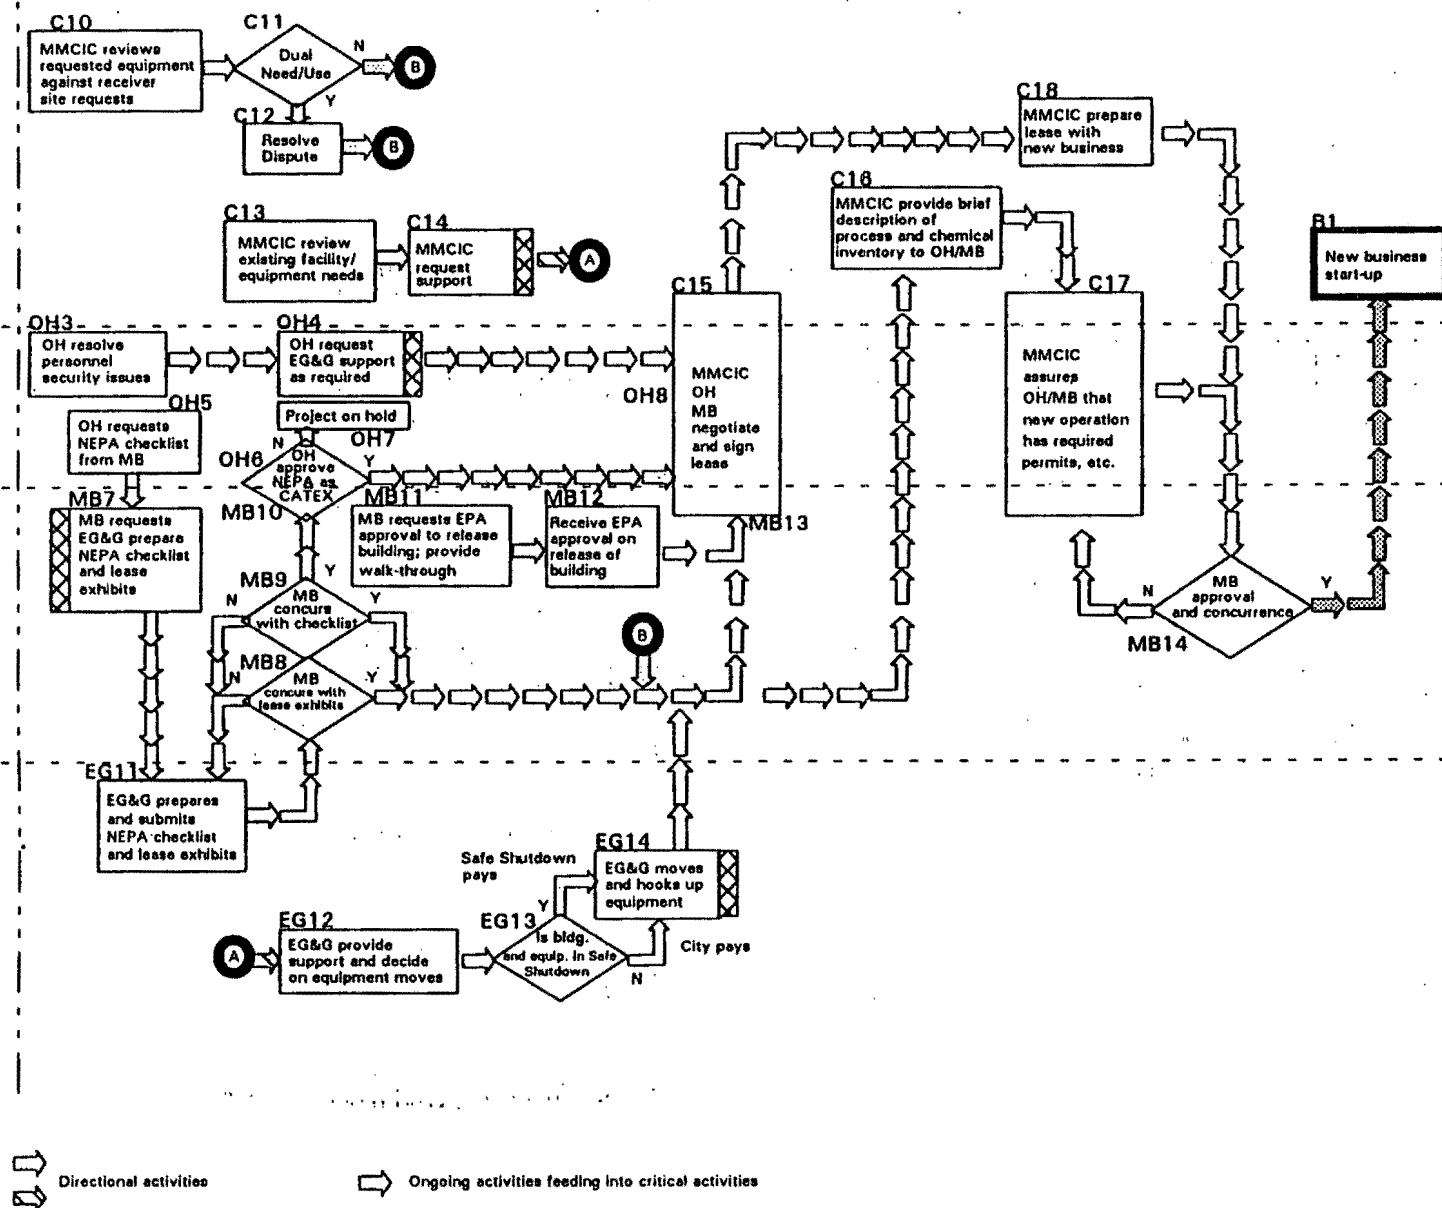 C10
MMCIC reviews
requested equipment
against receiver
site requests
C11
Dual
Need/Use
N
B
Y
C12
Resolve
Dispute
B
C13
MMCIC review
existing facility/
equipment needs
C14
MMCIC
request
support
A
C18
MMCIC prepare
lease with
new business
C16
MMCIC provide brief
description of
process and chemical
inventory to OH/MB
B1
New business
start-up
C15
C17
OH3
OH resolve
personnel
security issues
OH4
OH request
EG&G support
as required
OH8
MMCIC
OH
MB
negotiate
and sign
lease
MMCIC
assures
OH/MB that
new operation
has required
permits, etc.
OH5
OH requests
NEPA checklist
from MB
Project on hold
N
OH7
OH6
OH
approve
NEPA as
CATEX
Y
MB10
MB7
MB requests
EG&G prepare
NEPA checklist
and lease
exhibits
MB11
MB requests EPA
approval to release
building; provide
walk-through
MB12
Receive EPA
approval on
release of
building
MB13
Y
MB9
N
MB
concurs
with checklist
Y
MB8
N
MB
concurs with
lease exhibits
Y
B
N
MB
approval
and concurrence
Y
MB14
EG11
EG&G prepares
and submits
NEPA checklist
and lease exhibits
Safe Shutdown
pays
EG14
EG&G moves
and hooks up
equipment
Y
EG13
Is bldg.
and equip. in Safe
Shutdown
N
City pays
A
EG12
EG&G provide
support and decide
on equipment moves
Directional activities
Ongoing activities feeding into critical activities